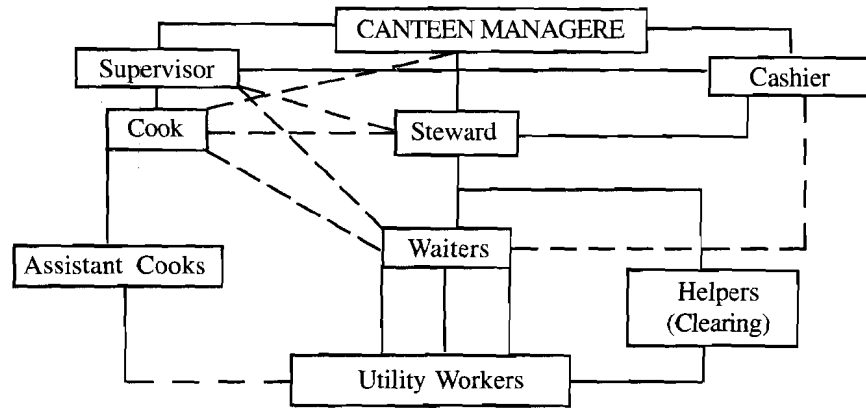 CANTEEN MANAGERE
Supervisor
Cashier
Cook
Steward
Waiters
Assistant Cooks
Helpers
(Clearing)
Utility Workers